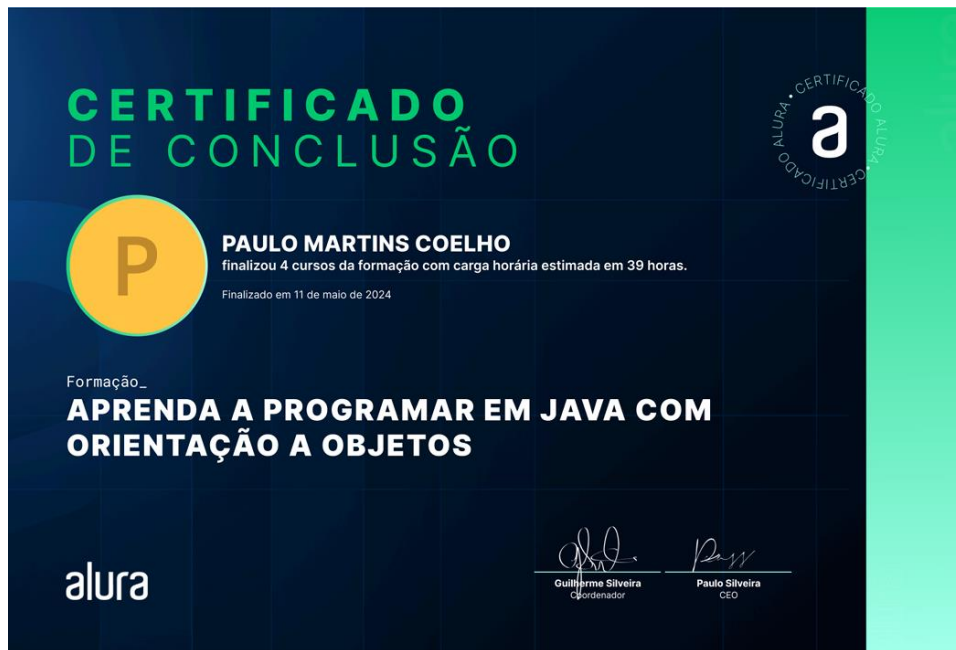 CERTIFICADO
DE CONCLUSÃO
CERTIFICADO ALURA • CERTIFICADO ALURA •
a
P
PAULO MARTINS COELHO
finalizou 4 cursos da formação com carga horária estimada em 39 horas.
Finalizado em 11 de maio de 2024
Formação_
APRENDA A PROGRAMAR EM JAVA COM
ORIENTAÇÃO A OBJETOS
alura
Guilherme Silveira
Coordenador
Paulo Silveira
CEO